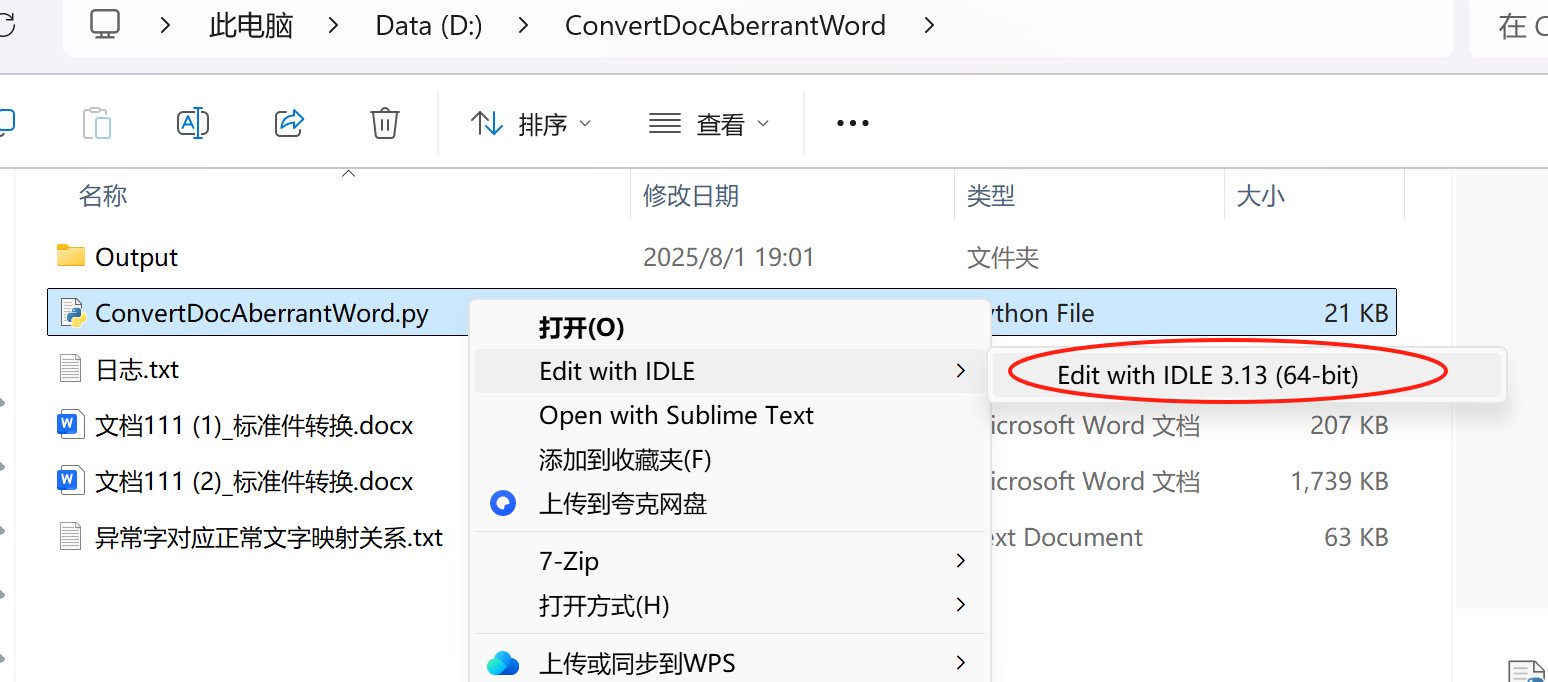 此电脑 Data (D:) ConvertDocAberrantWord 在
排序 查看
名称 修改日期 类型 大小
Output 2025/8/1 19:01 文件夹
ConvertDocAberrantWord.py thon File 21 KB
日志.txt
文档111 (1)_标准件转换.docx icrosoft Word 文档 207 KB
文档111 (2)_标准件转换.docx icrosoft Word 文档 1,739 KB
异常字对应正常文字映射关系.txt ext Document 63 KB
打开(O)
Edit with IDLE
Edit with IDLE 3.13 (64-bit)
Open with Sublime Text
添加到收藏夹(F)
上传到夸克网盘
7-Zip
打开方式(H)
上传或同步到WPS